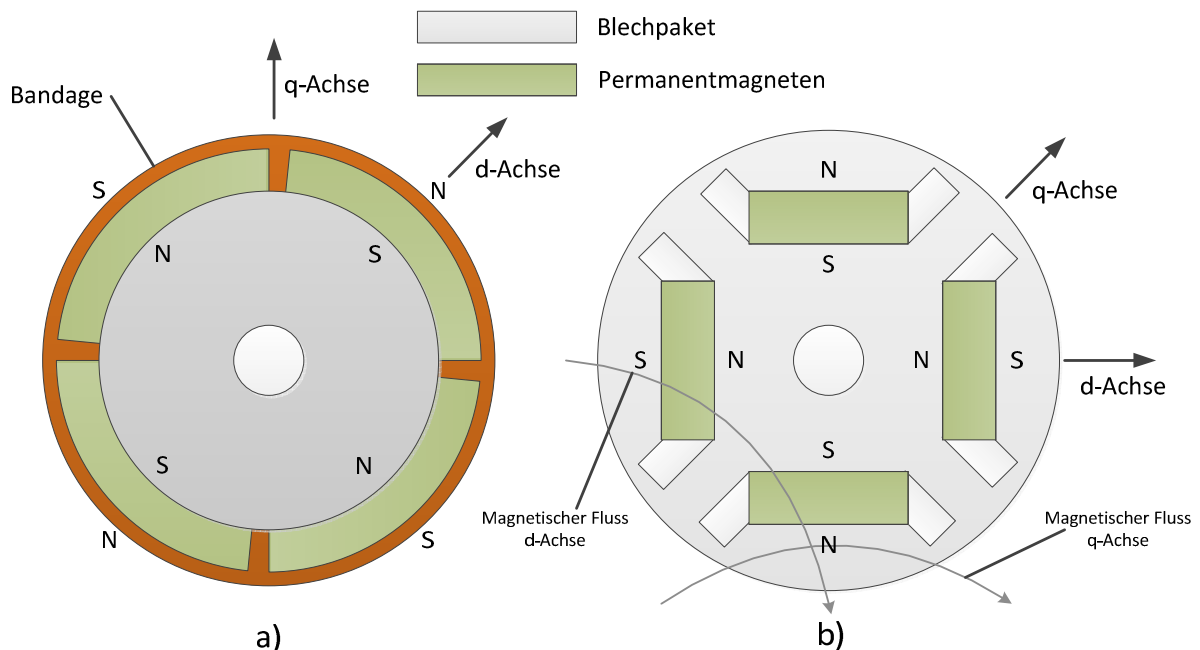 Blechpaket
Permanentmagneten
Bandage
q-Achse
d-Achse
S
N
N
S
S
N
N
S
a)
q-Achse
d-Achse
N
S
S
N
N
S
S
N
Magnetischer Fluss
d-Achse
Magnetischer Fluss
q-Achse
b)